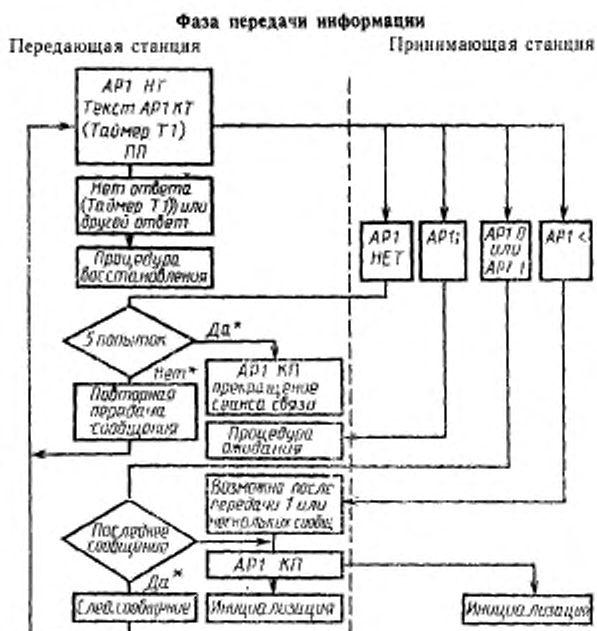 Фаза передачи информации
Передающая станция
Принимающая станция
АР1 НТ
Текст АР1КТ
(Таймер Т1)
ПП
Нет ответа
(Таймер Т1)) или
другой ответ
Процедура
восстановления
АР1
НЕТ
АР1;
АР1 0
или
АР1 1
АР1 <
5 попыток
Да*
Нет*
АР1 КП
прекращение
сеанса связи
Повторная
передача
сообщения
Процедура
ожидания
Возможна после
передачи 1 или
нескольких сообщ.
Последнее
сообщение
АР1 КП
Да*
След. сообщение
Инициализация
Инициализация